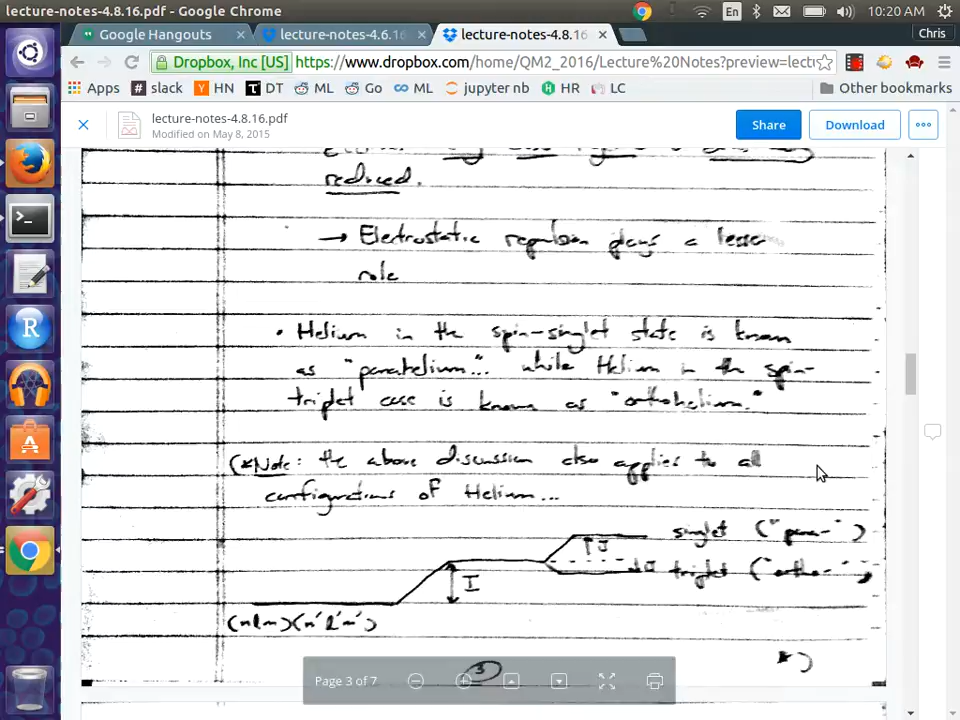 lecture-notes-4.8.16.pdf - Google Chrome
En
10:20 AM
Google Hangouts
lecture-notes-4.6.16
lecture-notes-4.8.16
Chris
Dropbox, Inc [US]
https://www.dropbox.com/home/QM2_2016/Lecture%20Notes?preview=lect
Apps
slack
HN
DT
ML
Go
ML
jupyter nb
HR
LC
Other bookmarks
lecture-notes-4.8.16.pdf
Modified on May 8, 2015
Share
Download
reduced.
→ Electrostatic repulsion plays a lesser
role
• Helium in the spin-singlet state is known
as "parahelium..." while Helium in the spin-
triplet case is known as "orthohelium."
(*Note: the above discussion also applies to all
configurations of Helium...
singlet ("para-")
J
I
J triplet ("ortho-")
(nlm)(n'l'm')
*)
3
Page 3 of 7